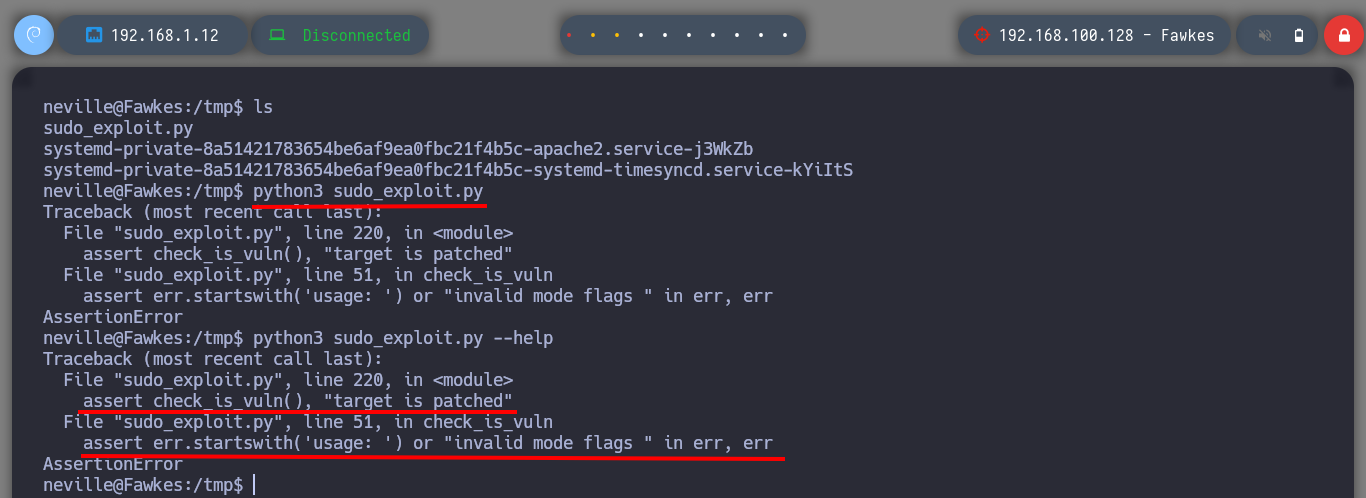 192.168.1.12 Disconnected 192.168.100.128 - Fawkes
neville@Fawkes:/tmp$ ls
sudo_exploit.py
systemd-private-8a51421783654be6af9ea0fbc21f4b5c-apache2.service-j3WkZb
systemd-private-8a51421783654be6af9ea0fbc21f4b5c-systemd-timesyncd.service-kYiItS
neville@Fawkes:/tmp$ python3 sudo_exploit.py
Traceback (most recent call last):
  File "sudo_exploit.py", line 220, in <module>
    assert check_is_vuln(), "target is patched"
  File "sudo_exploit.py", line 51, in check_is_vuln
    assert err.startswith('usage: ') or "invalid mode flags " in err, err
AssertionError
neville@Fawkes:/tmp$ python3 sudo_exploit.py --help
Traceback (most recent call last):
  File "sudo_exploit.py", line 220, in <module>
    assert check_is_vuln(), "target is patched"
  File "sudo_exploit.py", line 51, in check_is_vuln
    assert err.startswith('usage: ') or "invalid mode flags " in err, err
AssertionError
neville@Fawkes:/tmp$